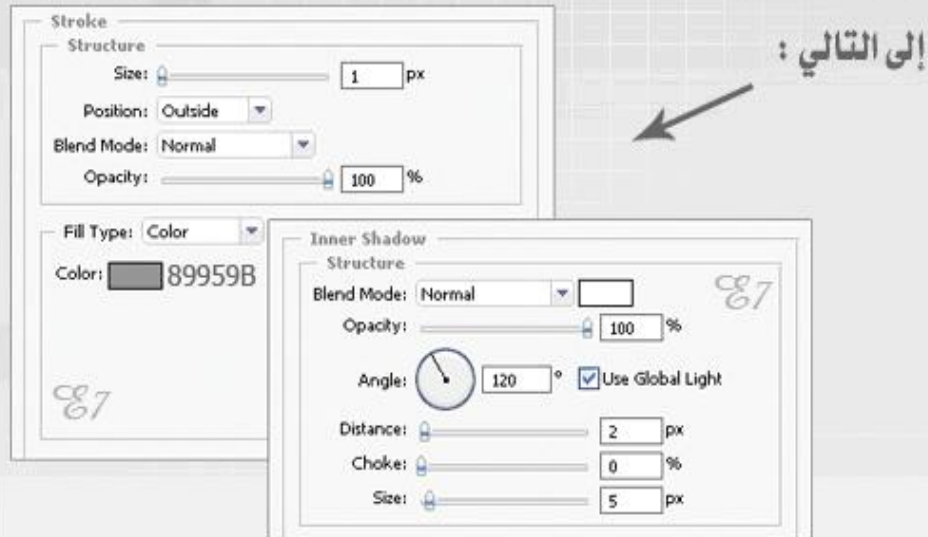 إلى التالي :
Stroke
Structure
Size: 1 px
Position: Outside
Blend Mode: Normal
Opacity: 100 %
Fill Type: Color
Color: 89959B
E7
Inner Shadow
Structure
E7
Blend Mode: Normal
Opacity: 100 %
Angle: 120 ° Use Global Light
Distance: 2 px
Choke: 0 %
Size: 5 px